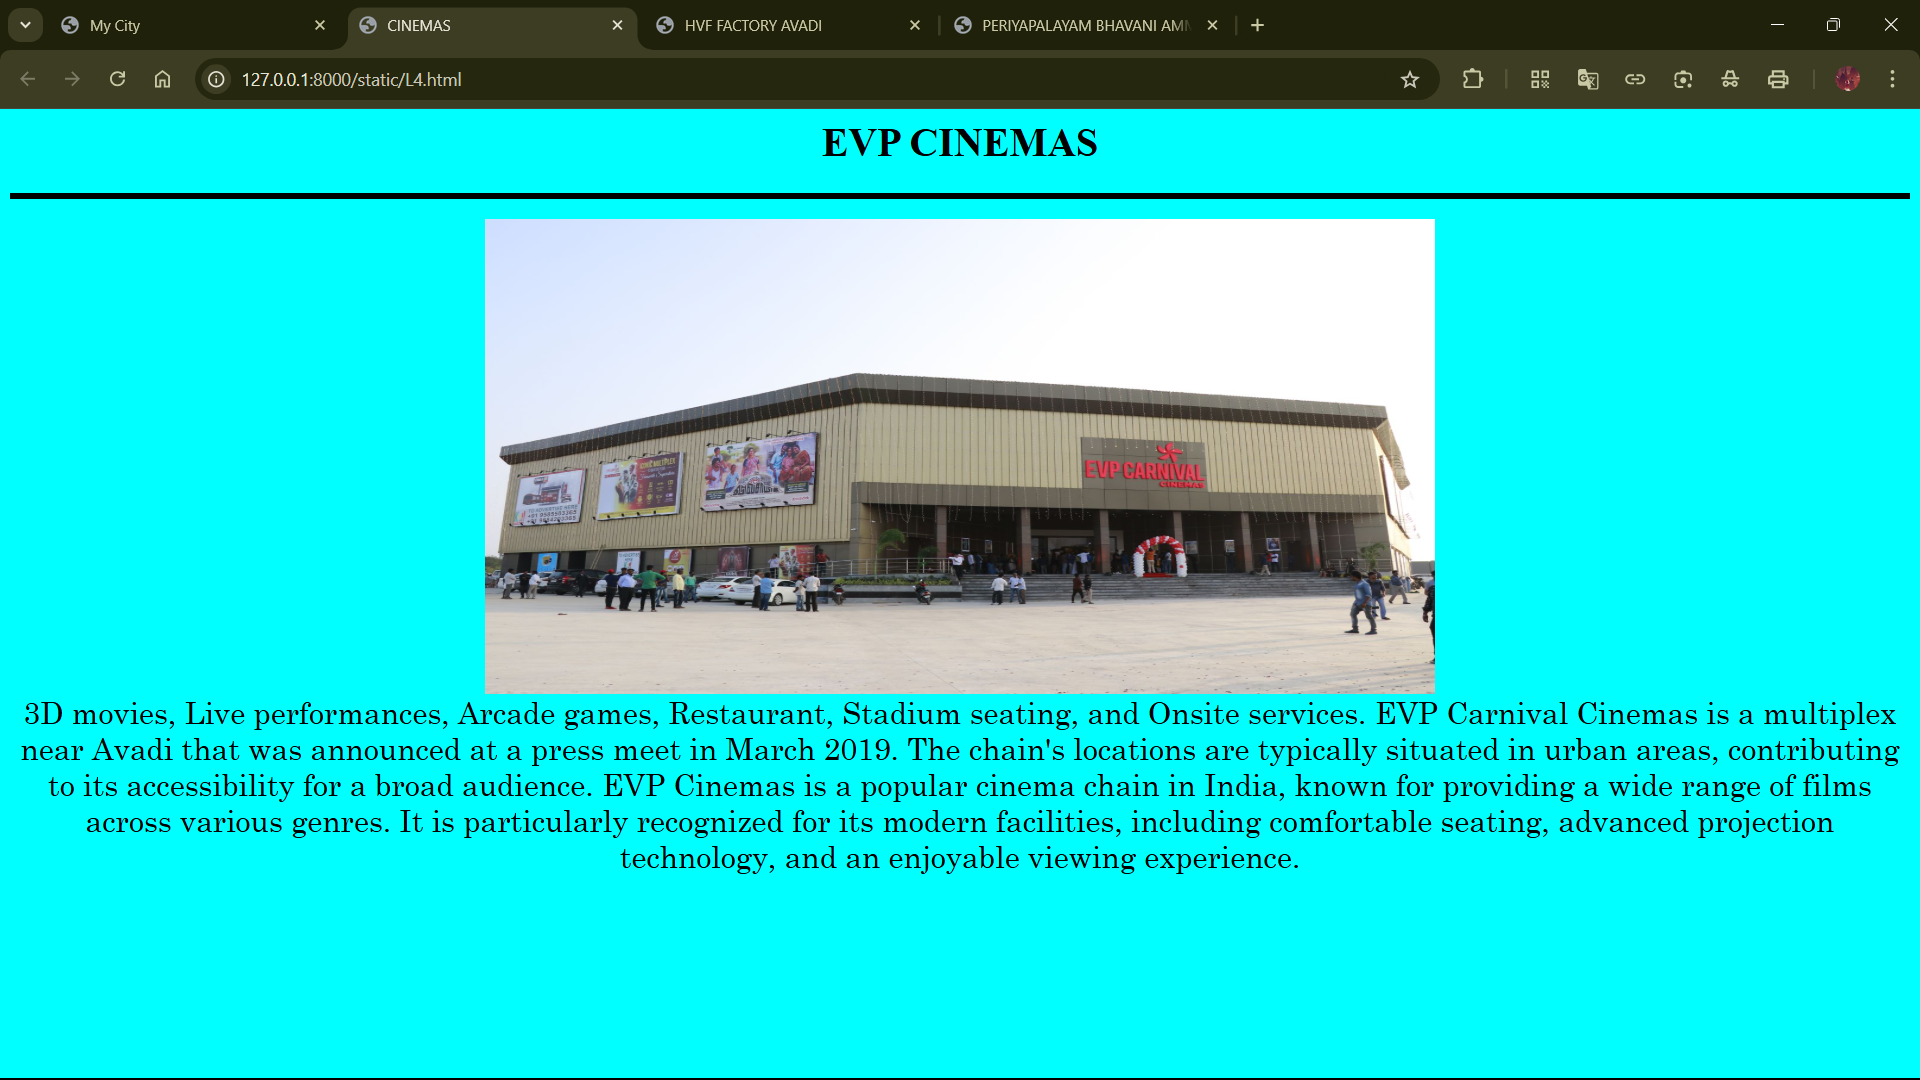 My City
CINEMAS
HVF FACTORY AVADI
PERIYAPALAYAM BHAVANI AM
127.0.0.1:8000/static/L4.html
EVP CINEMAS
EVP CARNIVAL
CINEMAS
3D movies, Live performances, Arcade games, Restaurant, Stadium seating, and Onsite services. EVP Carnival Cinemas is a multiplex
near Avadi that was announced at a press meet in March 2019. The chain's locations are typically situated in urban areas, contributing
to its accessibility for a broad audience. EVP Cinemas is a popular cinema chain in India, known for providing a wide range of films
across various genres. It is particularly recognized for its modern facilities, including comfortable seating, advanced projection
technology, and an enjoyable viewing experience.